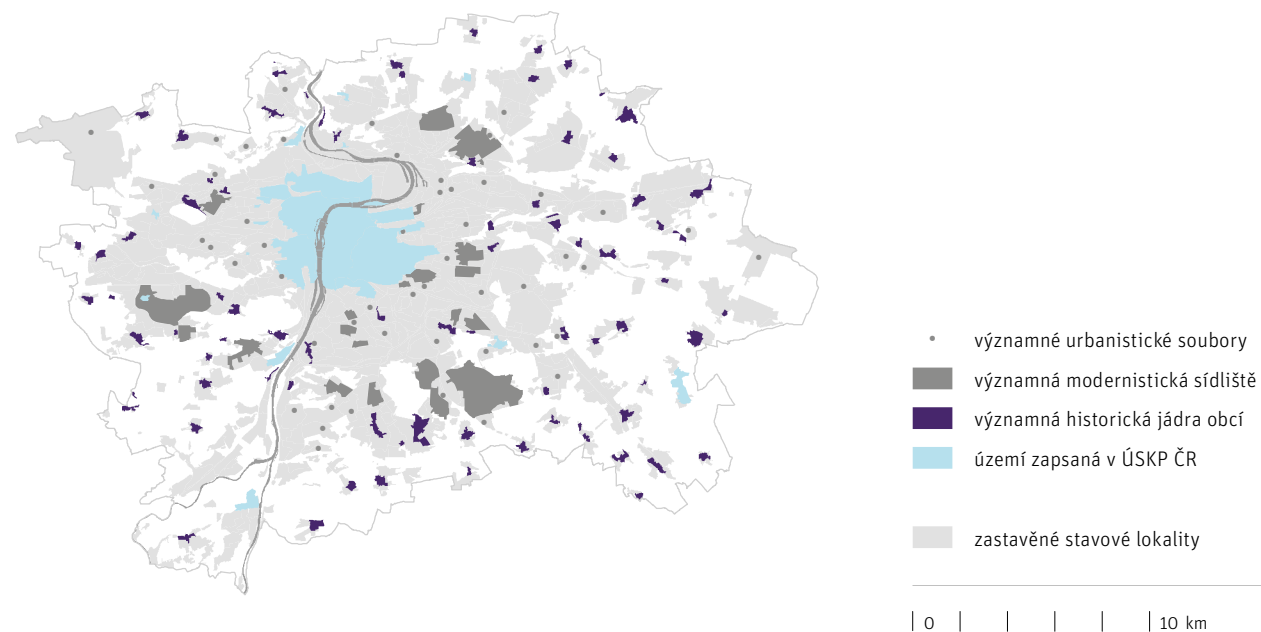 významné urbanistické soubory
významná modernistická sídliště
významná historická jádra obcí
území zapsaná v ÚSKP ČR
zastavěné stavové lokality
0 10 km